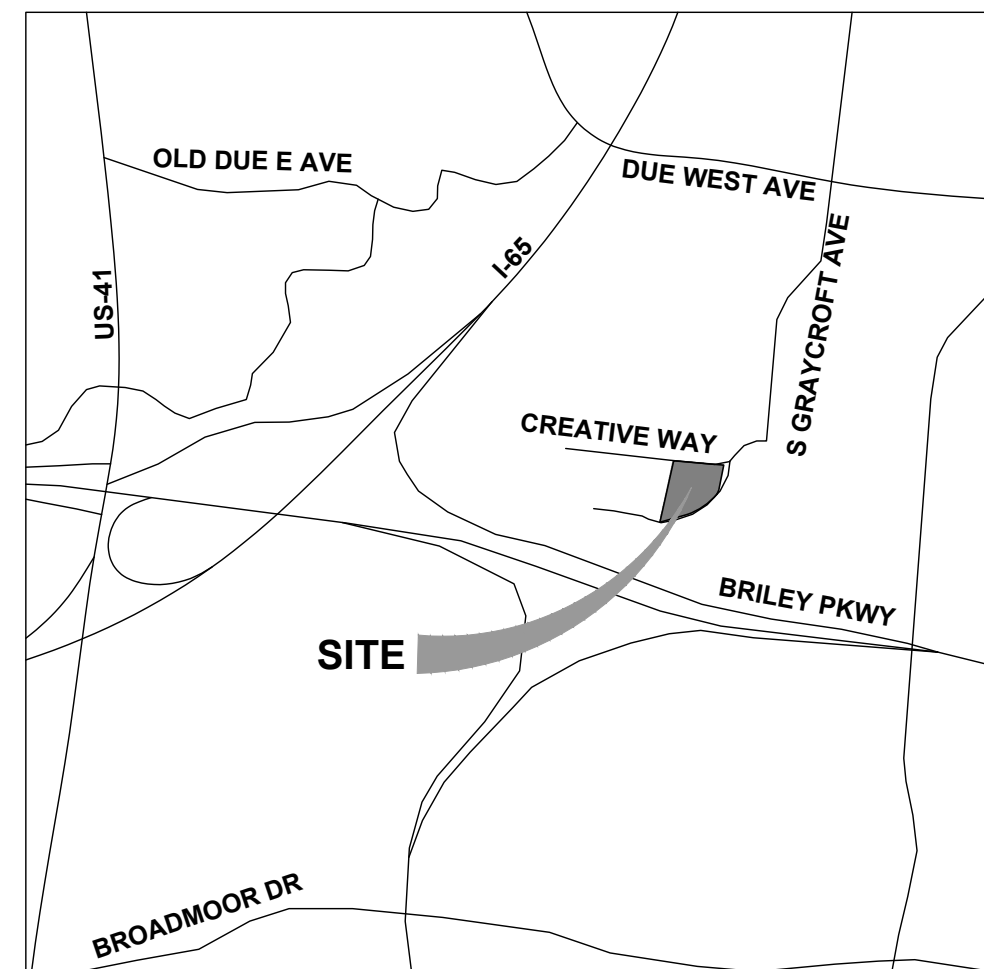 OLD DUE E AVE
DUE WEST AVE
I-65
US-41
S GRAYCROFT AVE
CREATIVE WAY
BRILEY PKWY
SITE
BROADMOOR DR